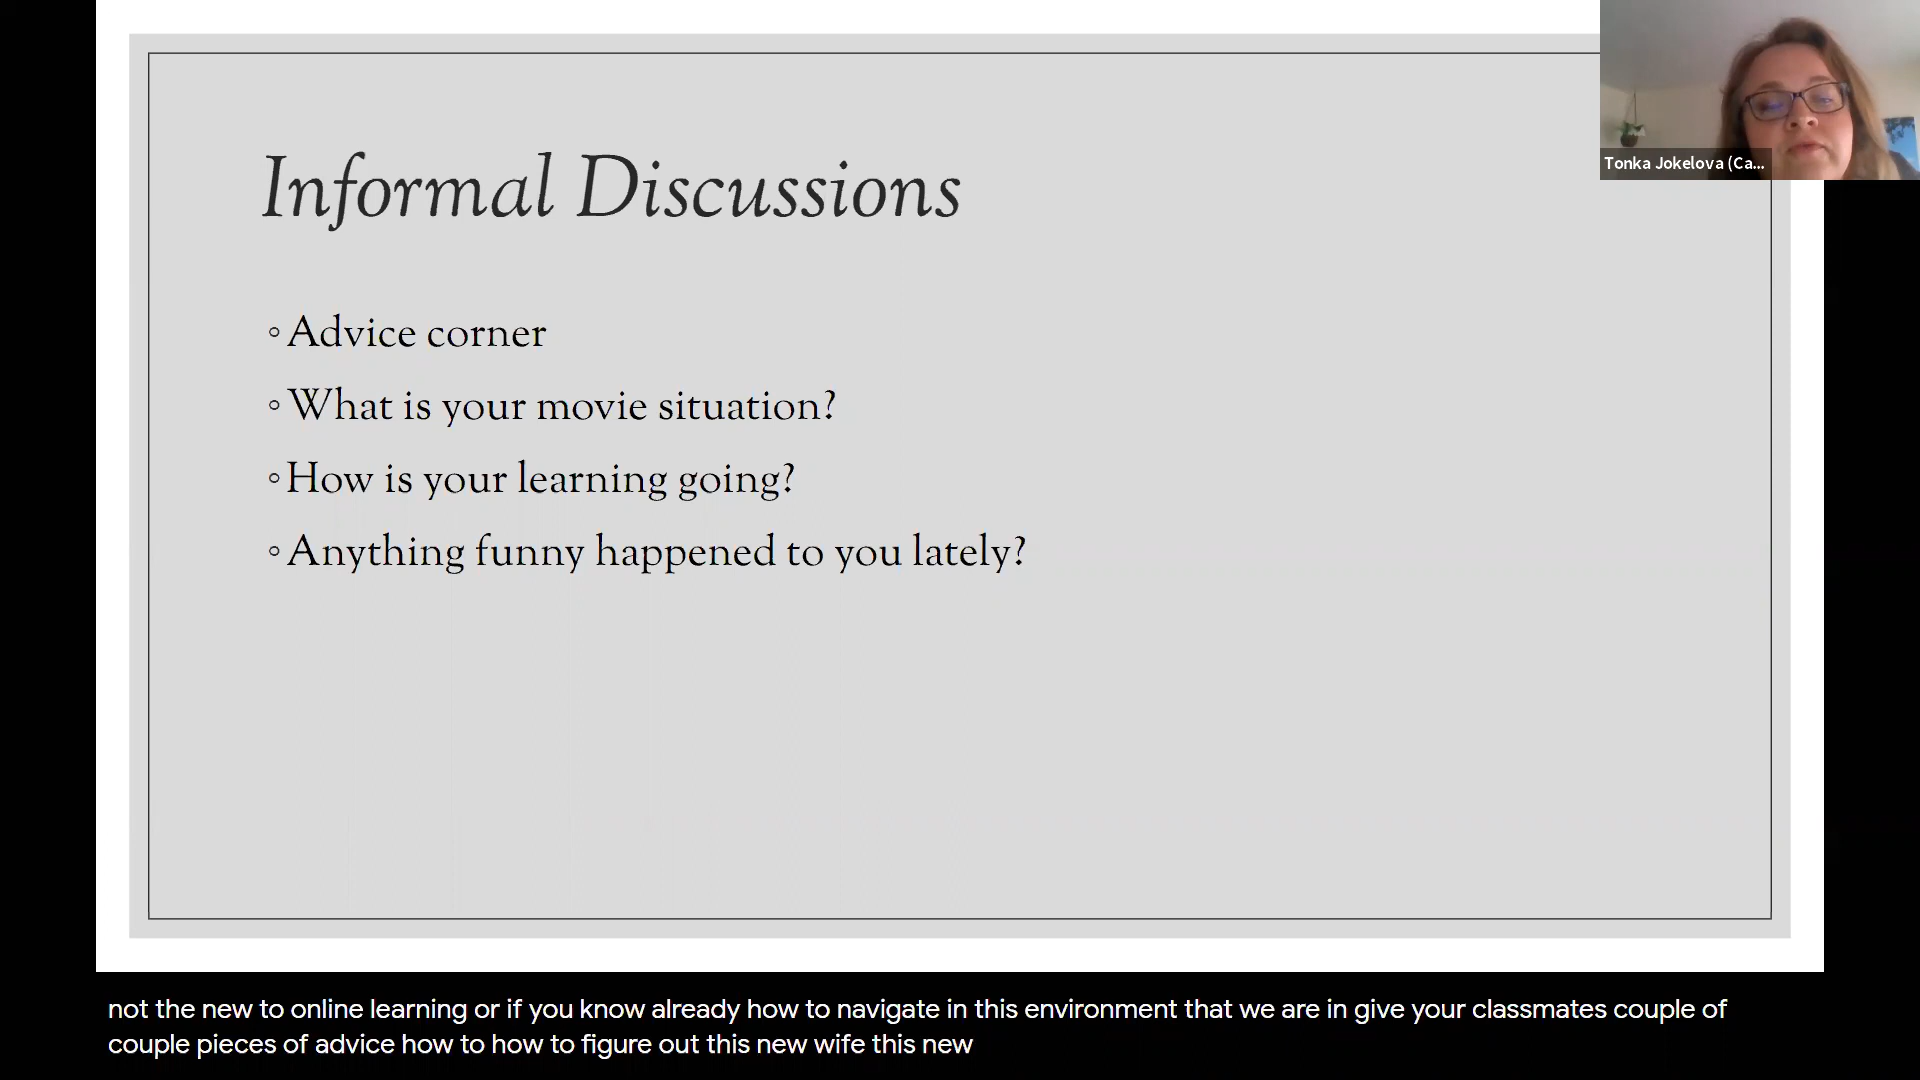 Informal Discussions
Tonka Jokelova (Ca...
◦Advice corner
◦What is your movie situation?
◦How is your learning going?
◦Anything funny happened to you lately?
not the new to online learning or if you know already how to navigate in this environment that we are in give your classmates couple of
couple pieces of advice how to how to figure out this new wife this new